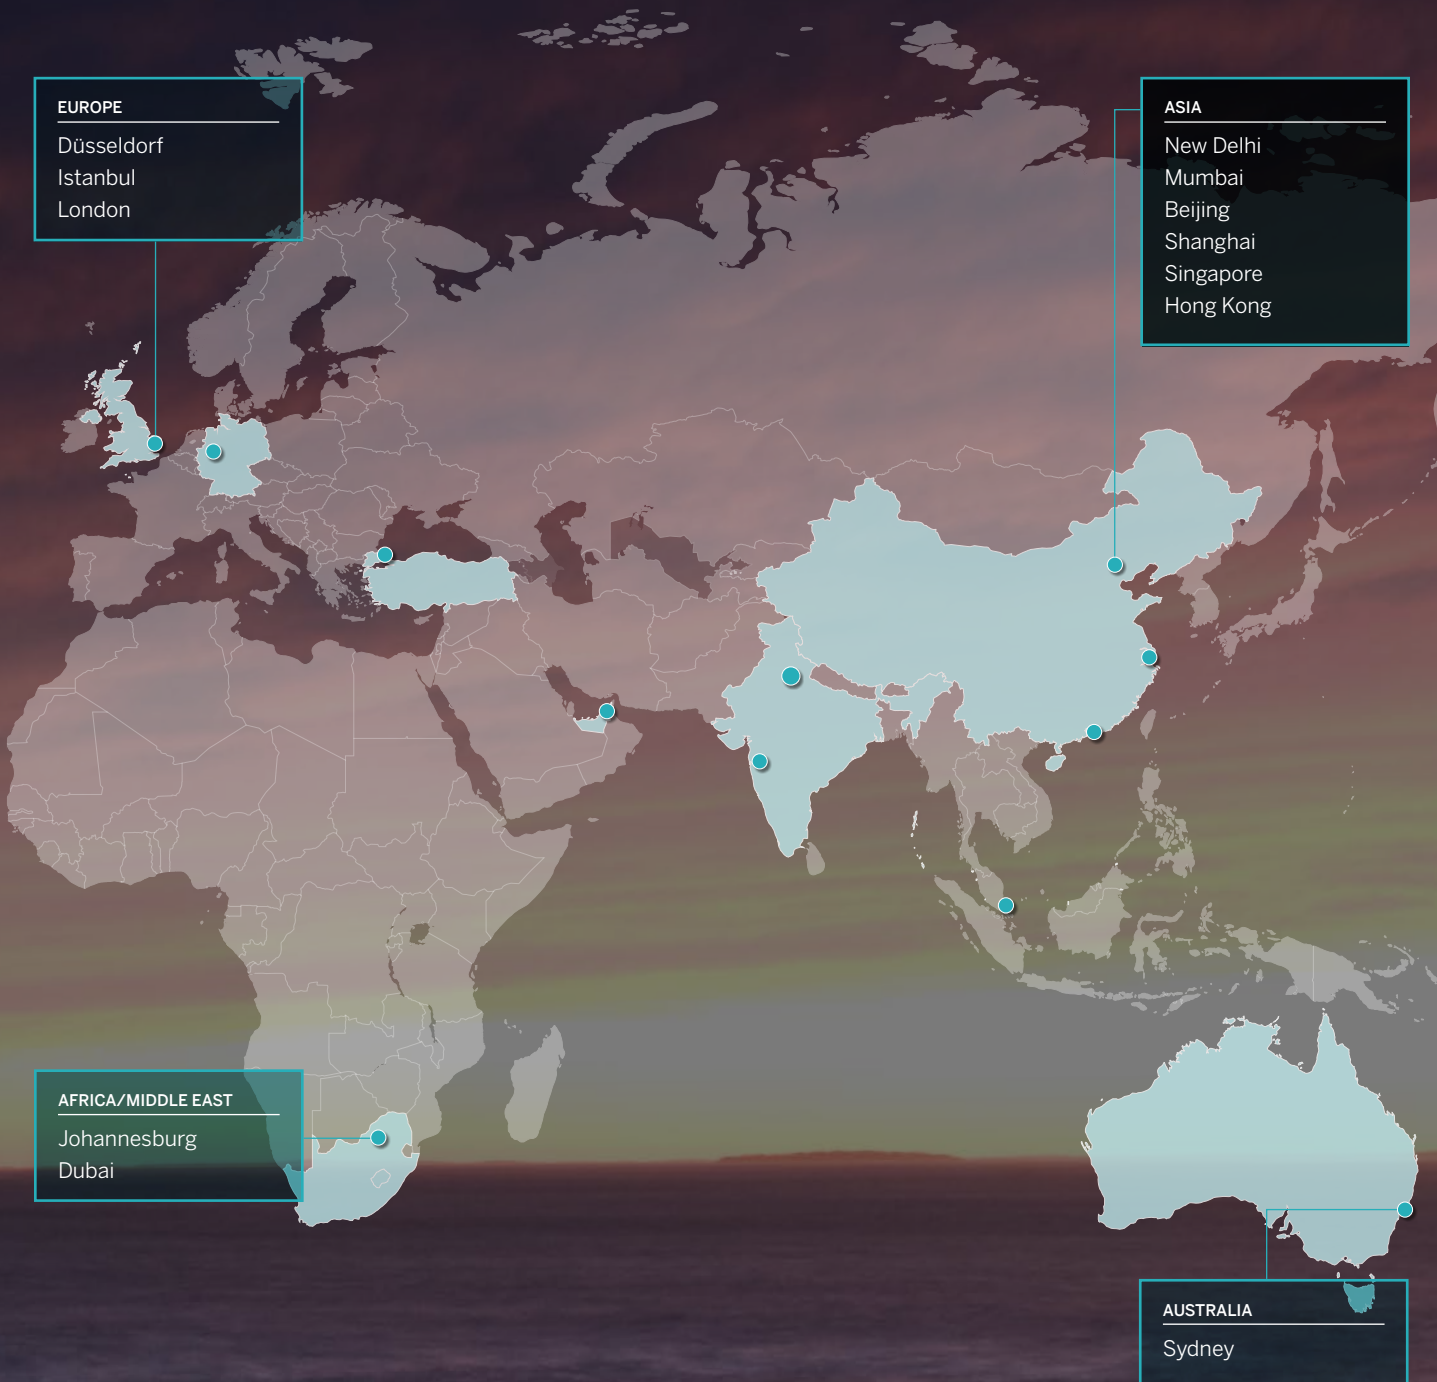 EUROPE
Düsseldorf
Istanbul
London
ASIA
New Delhi
Mumbai
Beijing
Shanghai
Singapore
Hong Kong
AFRICA/MIDDLE EAST
Johannesburg
Dubai
AUSTRALIA
Sydney